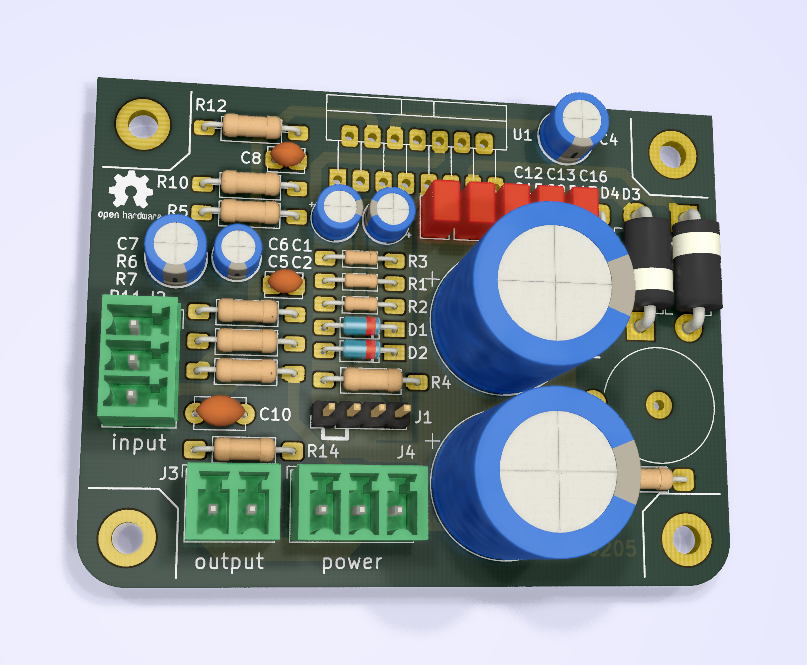 R12
C8
U1
C4
R10
C12 C13 C16
D4 D3
open hardware
R5
C7
C6 C1
R6
C5 C2
R3
R7
R1
R2
D1
D2
R4
C10
J1
input
R14
J4
J3
output
power
205